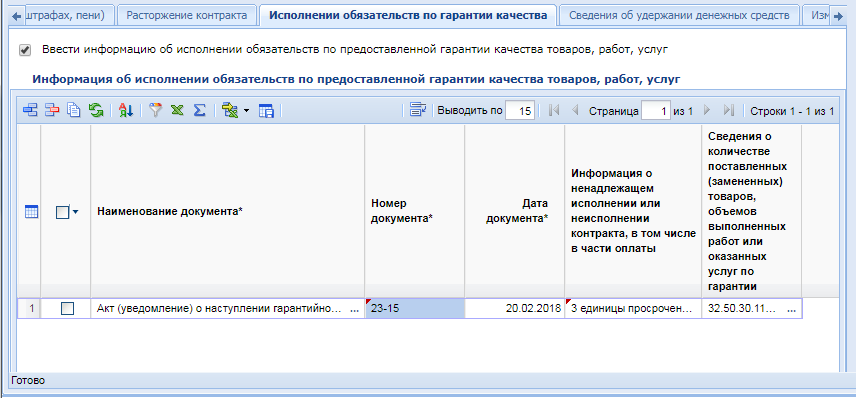 штрафах, пени)
Расторжение контракта
Исполнении обязательств по гарантии качества
Сведения об удержании денежных средств
Изм
Ввести информацию об исполнении обязательств по предоставленной гарантии качества товаров, работ, услуг
Информация об исполнении обязательств по предоставленной гарантии качества товаров, работ, услуг
Выводить по 15
Страница 1 из 1
Строки 1 - 1 из 1
Наименование документа*
Номер
документа*
Дата
документа*
Информация о
ненадлежащем
исполнении или
неисполнении
контракта, в том числе
в части оплаты
Сведения о
количестве
поставленных
(замененных)
товаров,
объемов
выполненных
работ или
оказанных
услуг по
гарантии
1 Акт (уведомление) о наступлении гарантийно... ... 23-15 20.02.2018 3 единицы просрочен... 32.50.30.11... ...
Готово